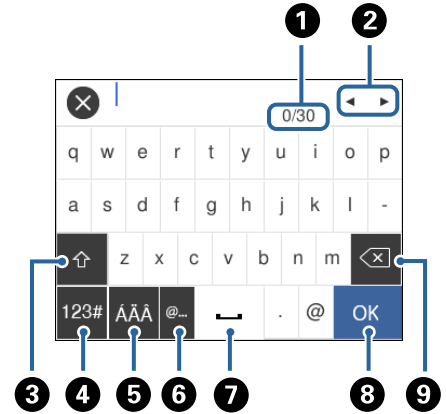 1 2
0/30
q w e r t y u i o p
a s d f g h j k l -
z x c v b n m
123# ÁÄÂ @... . @ OK
3 4 5 6 7 8 9